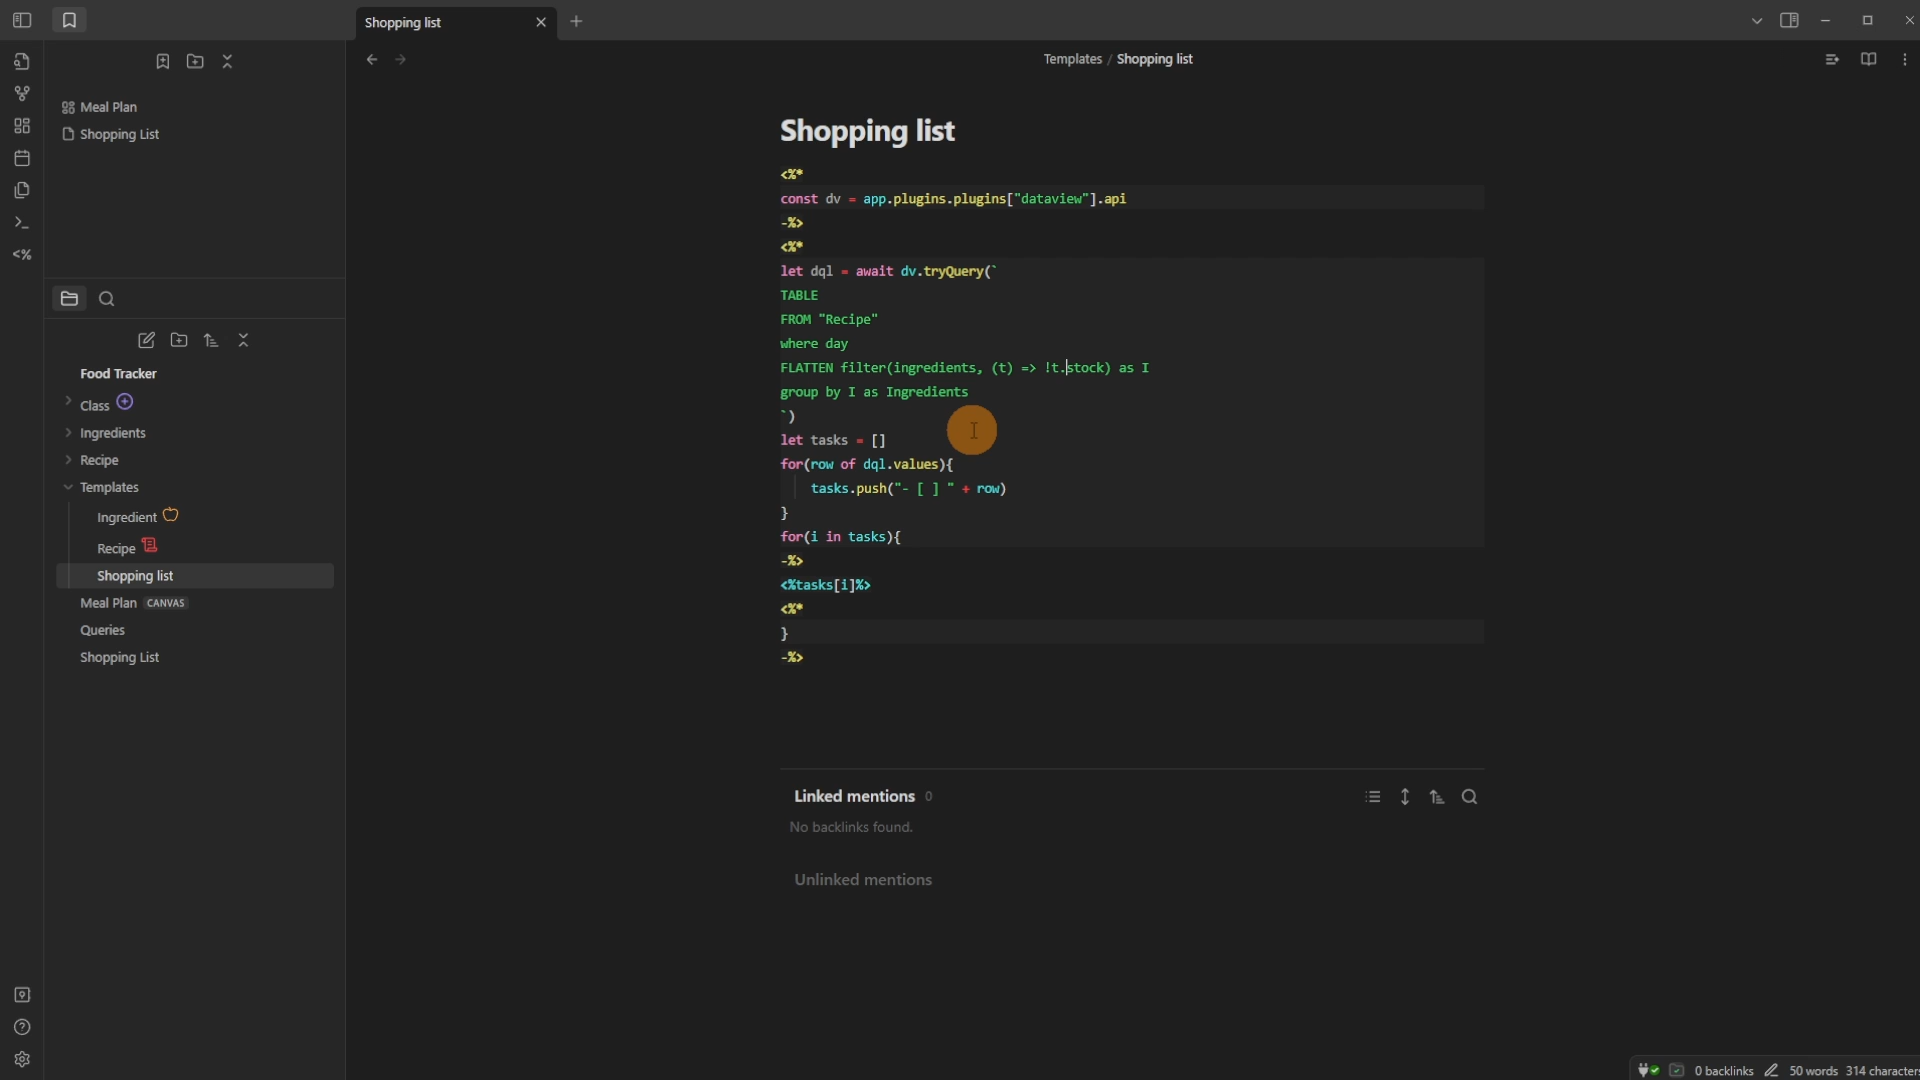 Shopping list
Templates / Shopping list
Meal Plan
Shopping List
Food Tracker
Class
Ingredients
Recipe
Templates
Ingredient
Recipe
Shopping list
Meal Plan CANVAS
Queries
Shopping List
Shopping list
<%*
const dv = app.plugins.plugins["dataview"].api
-%>
<%*
let dql = await dv.tryQuery(`
TABLE
FROM "Recipe"
where day
FLATTEN filter(ingredients, (t) => !t.stock) as I
group by I as Ingredients
`)
let tasks = []
for(row of dql.values){
tasks.push("- [ ] " + row)
}
for(i in tasks){
-%>
<%tasks[i]%>
<%*
}
-%>
Linked mentions 0
No backlinks found.
Unlinked mentions
<%
0 backlinks 50 words 314 characters